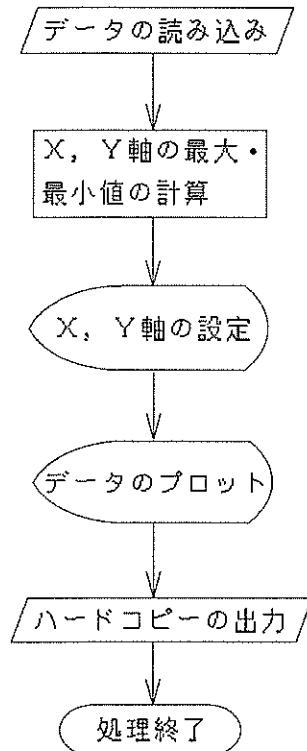 データの読み込み
X，Y軸の最大・
最小値の計算
X，Y軸の設定
データのプロット
ハードコピーの出力
処理終了